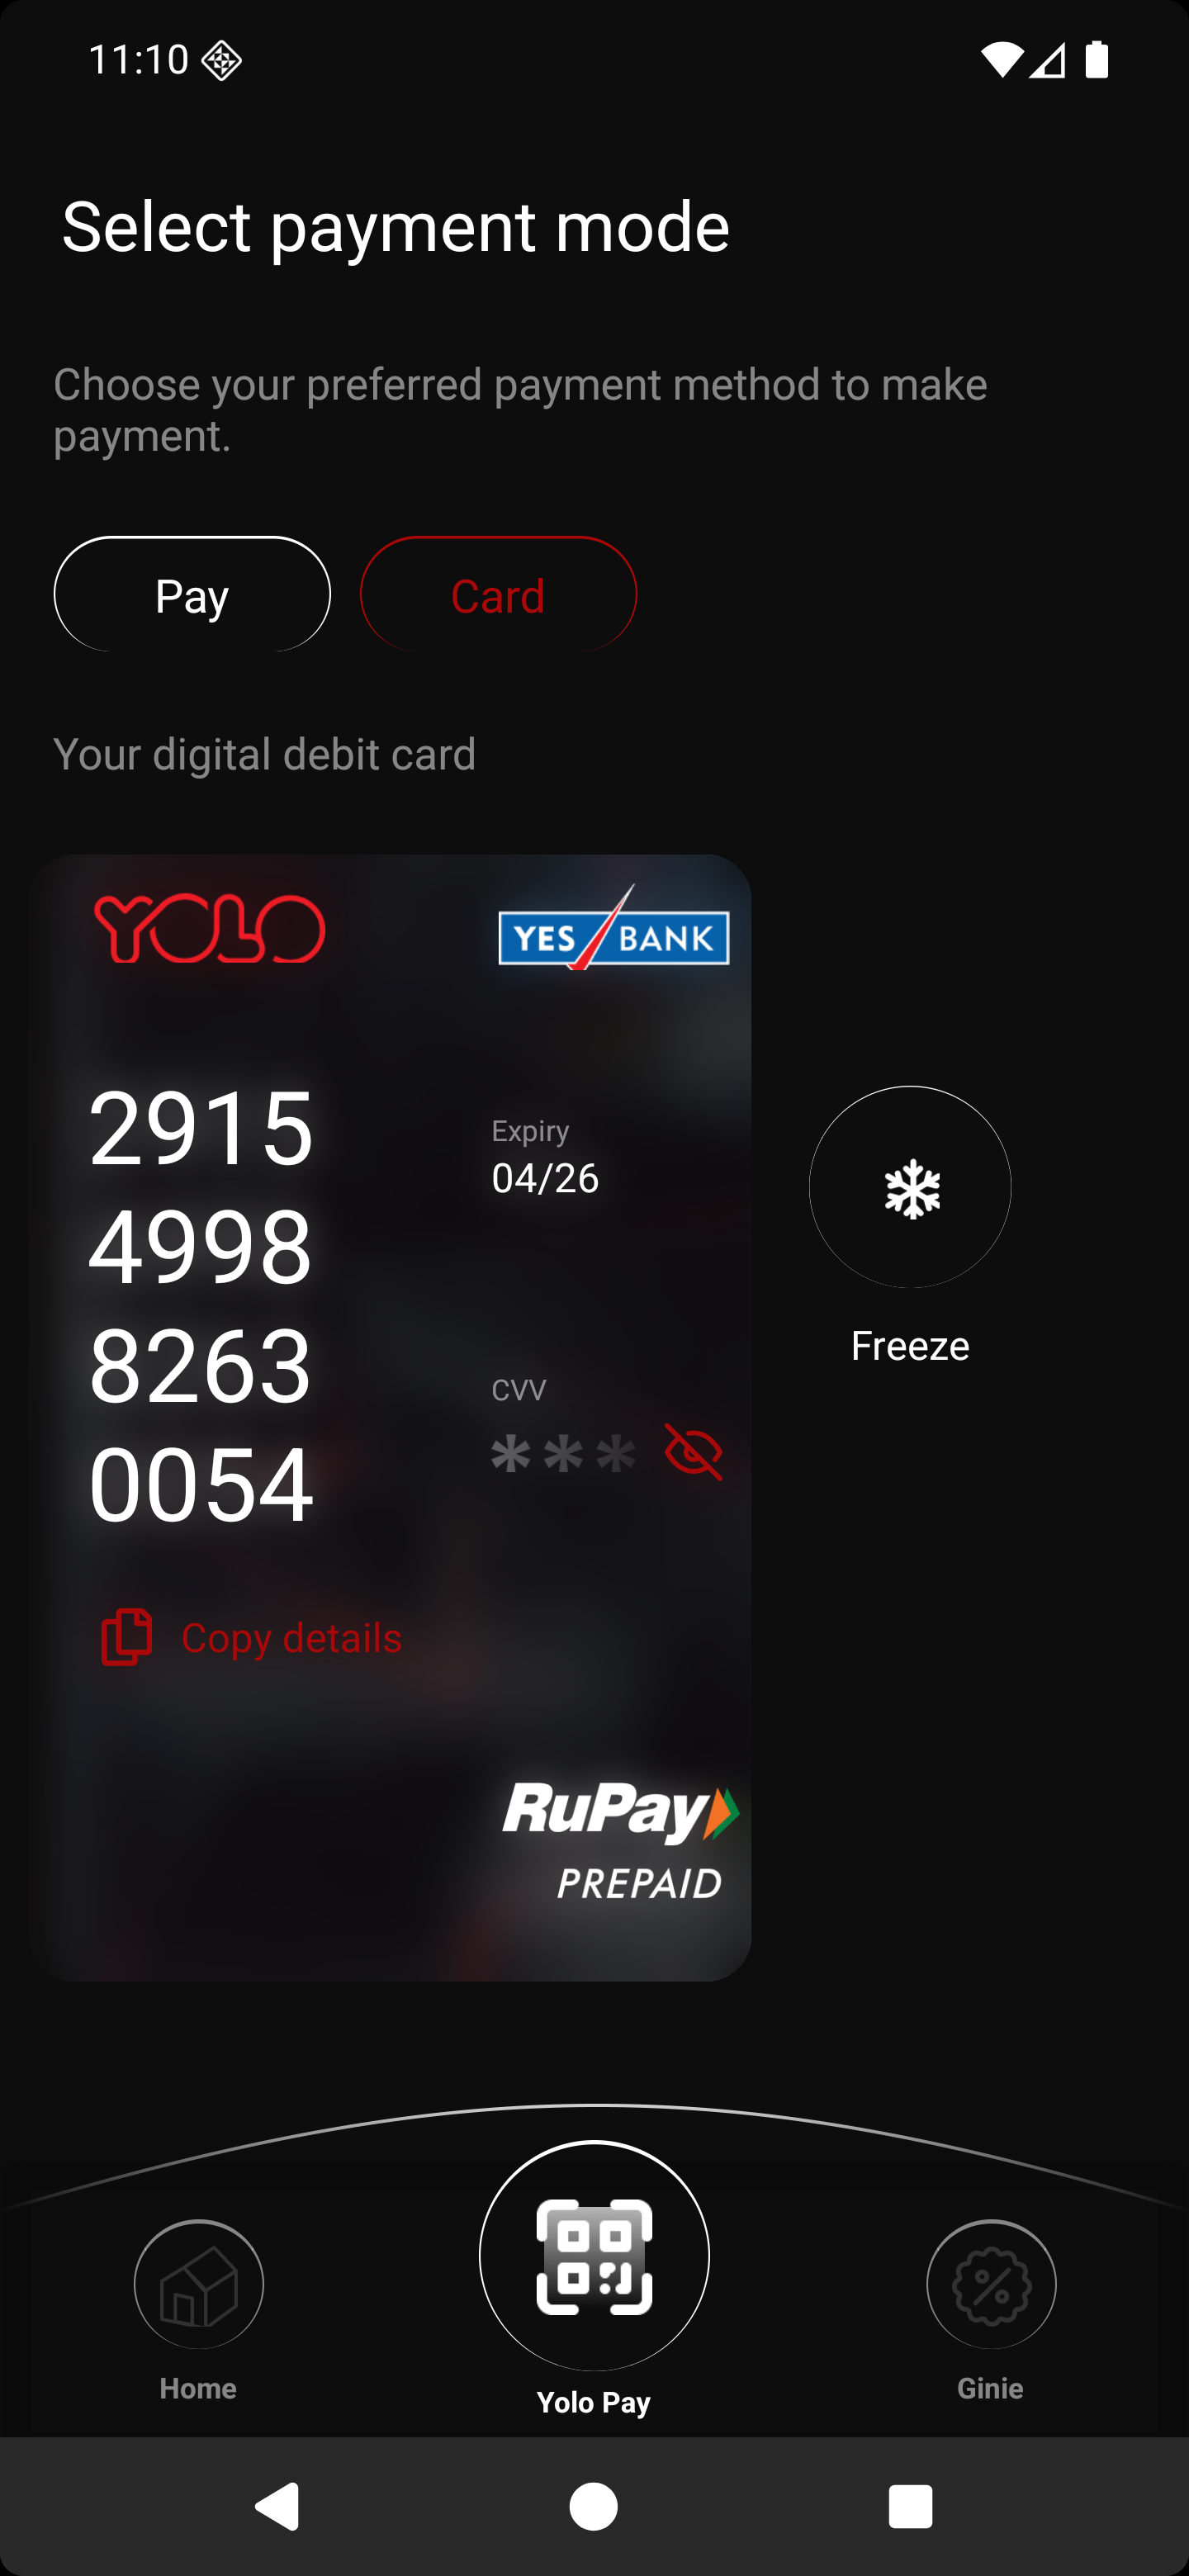 11:10
Select payment mode
Choose your preferred payment method to make
payment.
Pay
Card
Your digital debit card
YOLO
YES BANK
2915
4998
8263
0054
Expiry
04/26
CVV
***
Copy details
Freeze
RuPay
PREPAID
Home
Yolo Pay
Ginie